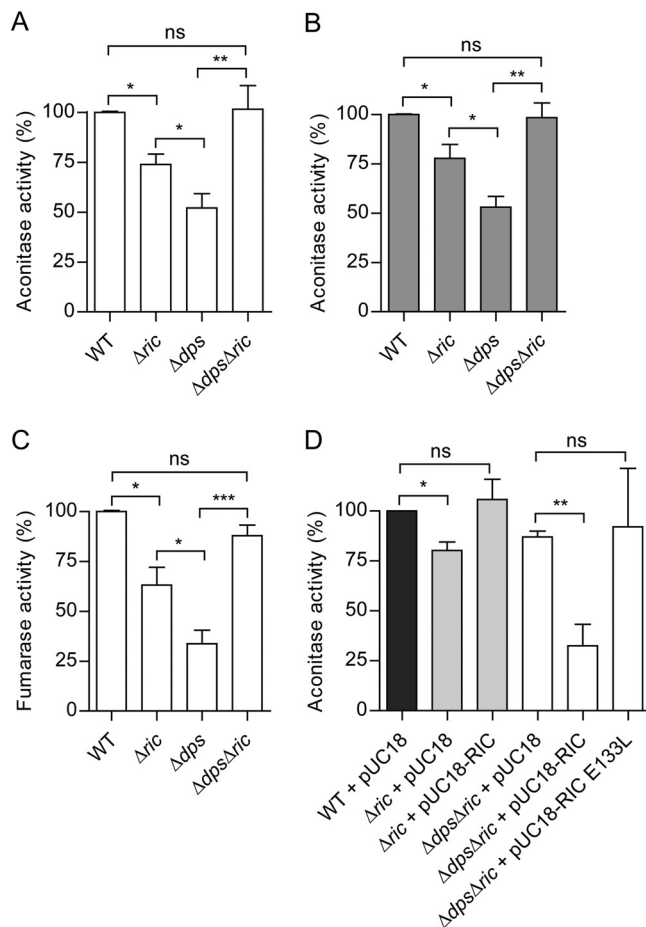 A
ns
**
*
*
Aconitase activity (%)
100
75
50
25
0
WT
Δric
Δdps
ΔdpsΔric
B
ns
**
*
*
Aconitase activity (%)
100
75
50
25
0
WT
Δric
Δdps
ΔdpsΔric
C
ns
***
*
*
Fumarase activity (%)
100
75
50
25
0
WT
Δric
Δdps
ΔdpsΔric
D
ns
ns
*
**
Aconitase activity (%)
100
75
50
25
0
WT + pUC18
Δric + pUC18
Δric + pUC18-RIC
ΔdpsΔric + pUC18
ΔdpsΔric + pUC18-RIC
ΔdpsΔric + pUC18-RIC E133L